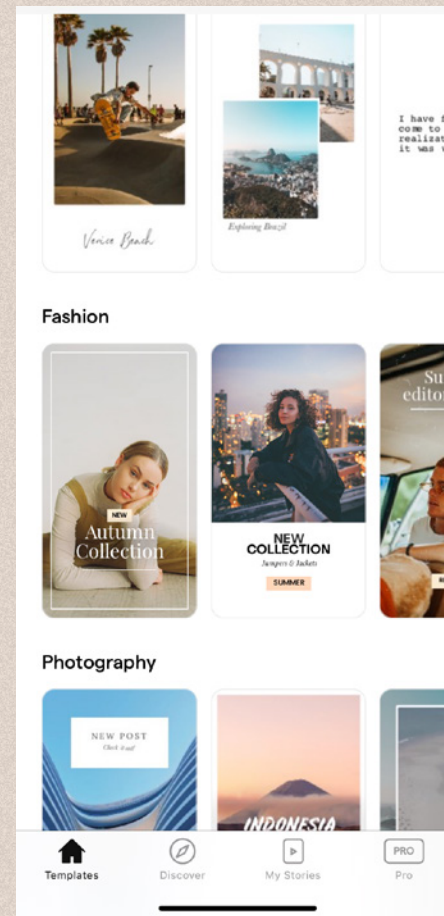 Venice Beach
Exploring Brazil
I have f
come to
realizat
it was w
Fashion
NEW
Autumn
Collection
NEW
COLLECTION
Jumpers & Jackets
SUMMER
Su
editor
Photography
NEW POST
Check it out!
INDONESIA
PRO
Templates
Discover
My Stories
Pro